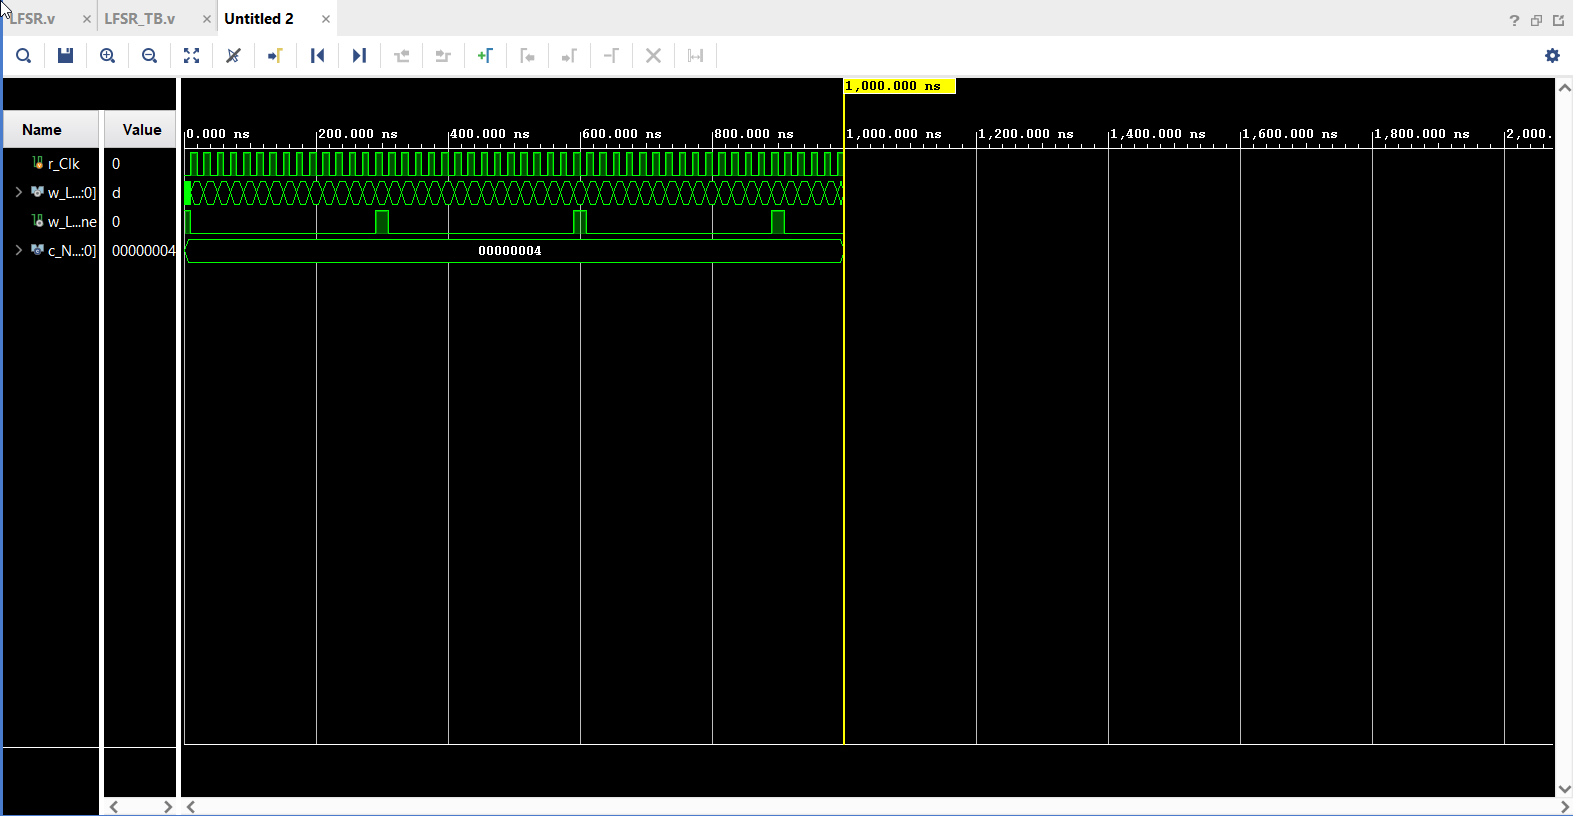 LFSR.v × LFSR_TB.v × Untitled 2 ×
?
1,000.000 ns
Name Value
0.000 ns 200.000 ns 400.000 ns 600.000 ns 800.000 ns 1,000.000 ns 1,200.000 ns 1,400.000 ns 1,600.000 ns 1,800.000 ns 2,000.
r_Clk 0
w_L...:0] d
w_L...ne 0
c_N...:0] 00000004 00000004